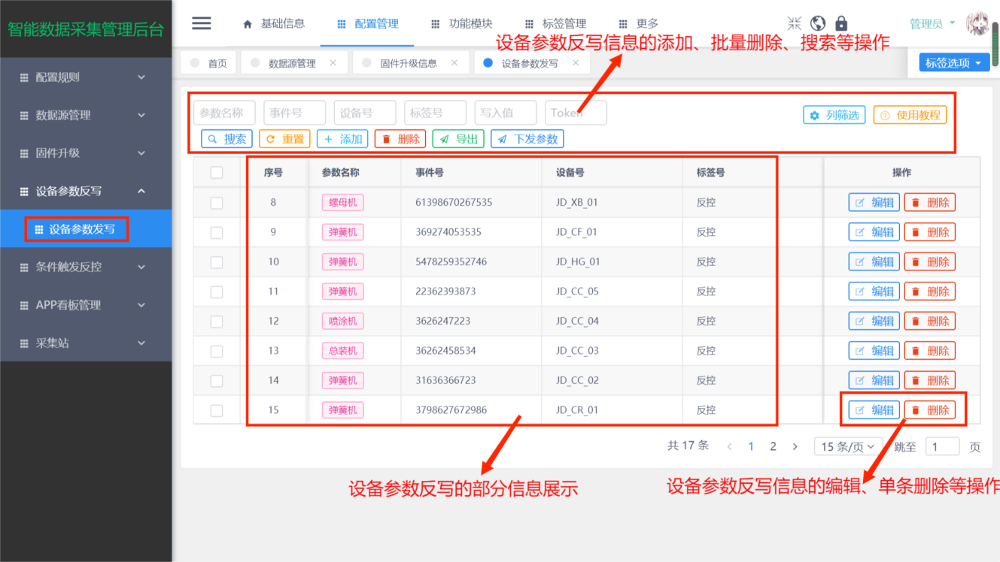 智能数据采集管理后台
基础信息 配置管理 功能模块 标签管理 更多 管理员
设备参数反写信息的添加、批量删除、搜索等操作
首页 数据源管理 × 固件升级信息 × 设备参数发写 × 标签选项
配置规则
数据源管理
固件升级
设备参数反写
设备参数发写
条件触发反控
APP看板管理
采集站
参数名称 事件号 设备号 标签号 写入值 Token 列筛选 使用教程
搜索 重置 添加 删除 导出 下发参数
序号 参数名称 事件号 设备号 标签号 操作
8 螺母机 61398670267535 JD_XB_01 反控 编辑 删除
9 弹簧机 369274053535 JD_CF_01 反控 编辑 删除
10 弹簧机 5478259352746 JD_HG_01 反控 编辑 删除
11 弹簧机 22362393873 JD_CC_05 反控 编辑 删除
12 喷涂机 3626247223 JD_CC_04 反控 编辑 删除
13 总装机 36262458534 JD_CC_03 反控 编辑 删除
14 弹簧机 31636366723 JD_CC_02 反控 编辑 删除
15 弹簧机 3798627672986 JD_CR_01 反控 编辑 删除
共 17 条 < 1 2 > 15 条/页 跳至 1 页
设备参数反写的部分信息展示
设备参数反写信息的编辑、单条删除等操作